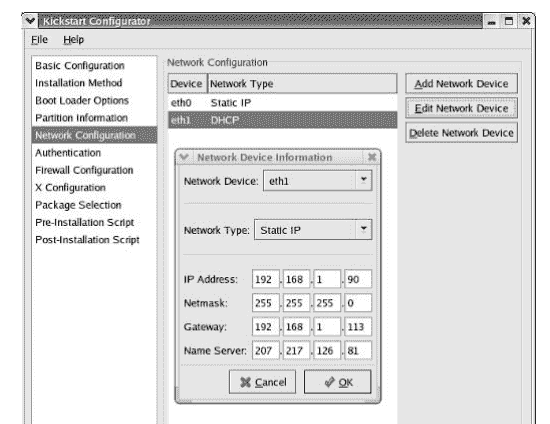 Kickstart Configurator
File Help
Basic Configuration
Installation Method
Boot Loader Options
Partition Information
Network Configuration
Authentication
Firewall Configuration
X Configuration
Package Selection
Pre-Installation Script
Post-Installation Script
Network Configuration
Device Network Type
eth0 Static IP
eth1 DHCP
Add Network Device
Edit Network Device
Delete Network Device
Network Device Information
Network Device: eth1
Network Type: Static IP
IP Address: 192 . 168 . 1 . 90
Netmask: 255 . 255 . 255 . 0
Gateway: 192 . 168 . 1 . 113
Name Server: 207 . 217 . 126 . 81
Cancel OK